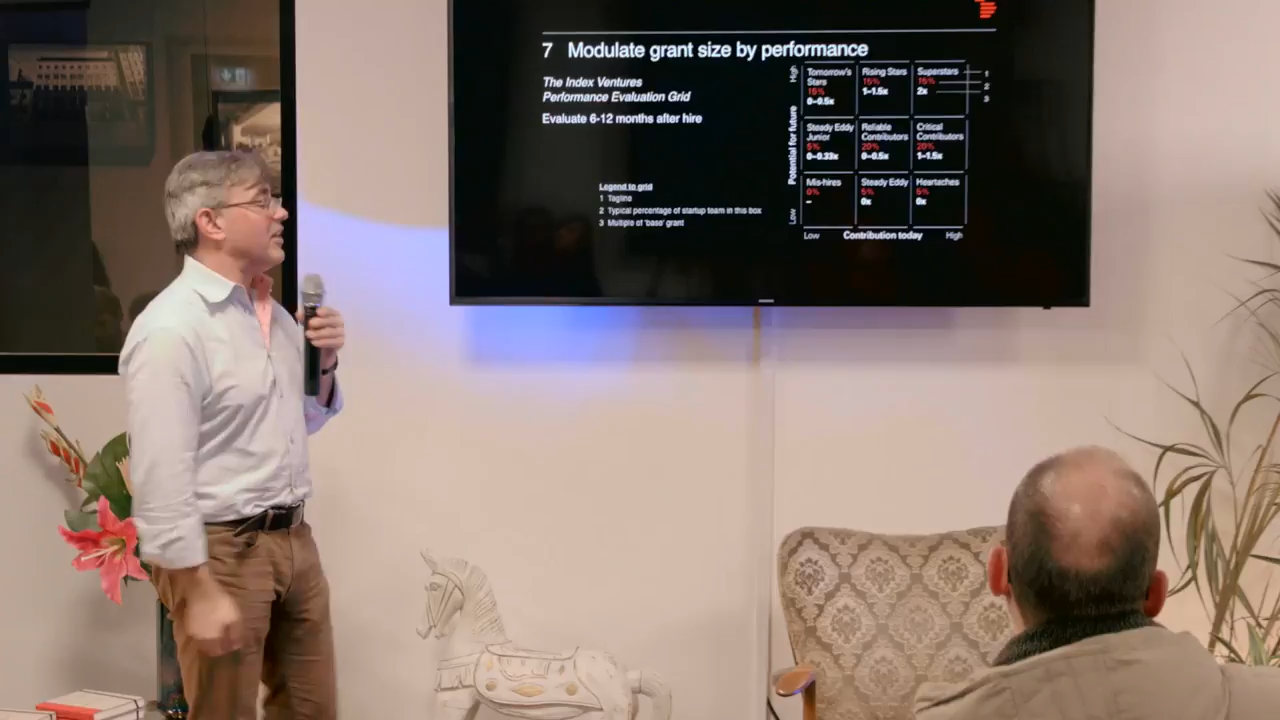 7 Modulate grant size by performance
The Index Ventures
Performance Evaluation Grid
Evaluate 6-12 months after hire
Legend to grid
1 Tagline
2 Typical percentage of startup team in this box
3 Multiple of 'base' grant
High
Potential for future
Low
Tomorrow's
Stars
15%
0-0.5x
Rising Stars
15%
1-1.5x
Superstars
15%
2x
1
2
3
Steady Eddy
Junior
5%
0-0.33x
Reliable
Contributors
20%
0-0.5x
Critical
Contributors
20%
1-1.5x
Mis-hires
0%
–
Steady Eddy
5%
0x
Heartaches
5%
0x
Low
Contribution today
High